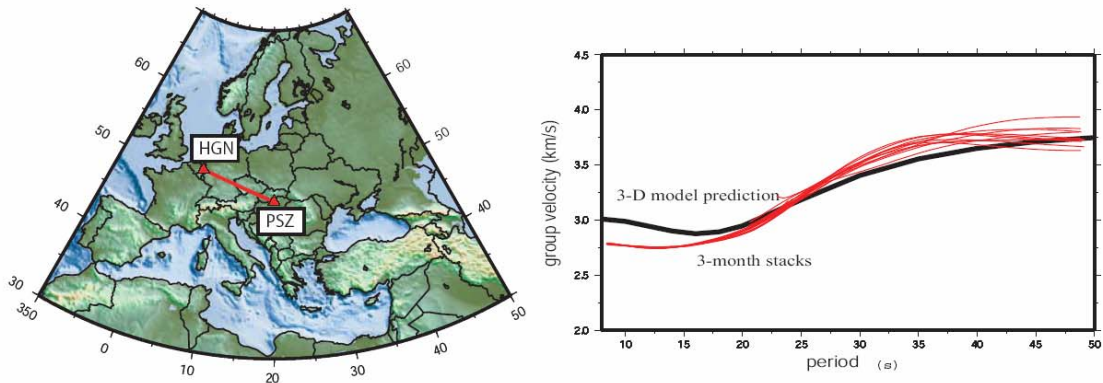 60
60
50
50
40
40
30
350
0
10
20
30
40
50
HGN
PSZ
4.5
4.0
3.5
3.0
2.5
2.0
group velocity (km/s)
3-D model prediction
3-month stacks
10 15 20 25 30 35 40 45 50
period (s)